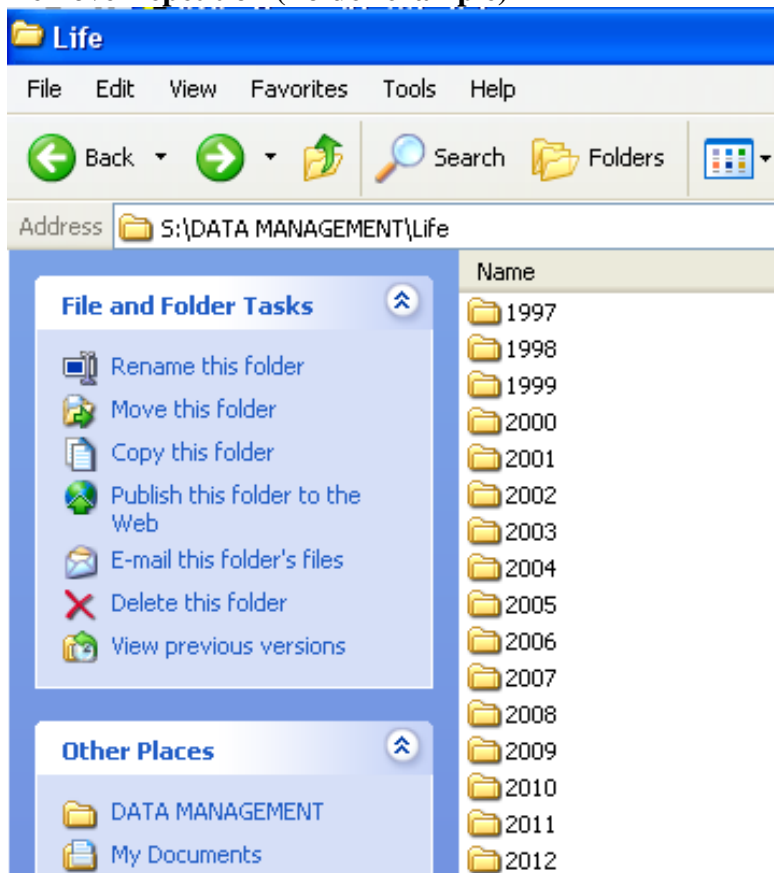 Life
File Edit View Favorites Tools Help
Back Search Folders
Address S:\DATA MANAGEMENT\Life
File and Folder Tasks
Rename this folder
Move this folder
Copy this folder
Publish this folder to the
Web
E-mail this folder's files
Delete this folder
View previous versions
Other Places
DATA MANAGEMENT
My Documents
Name
1997
1998
1999
2000
2001
2002
2003
2004
2005
2006
2007
2008
2009
2010
2011
2012